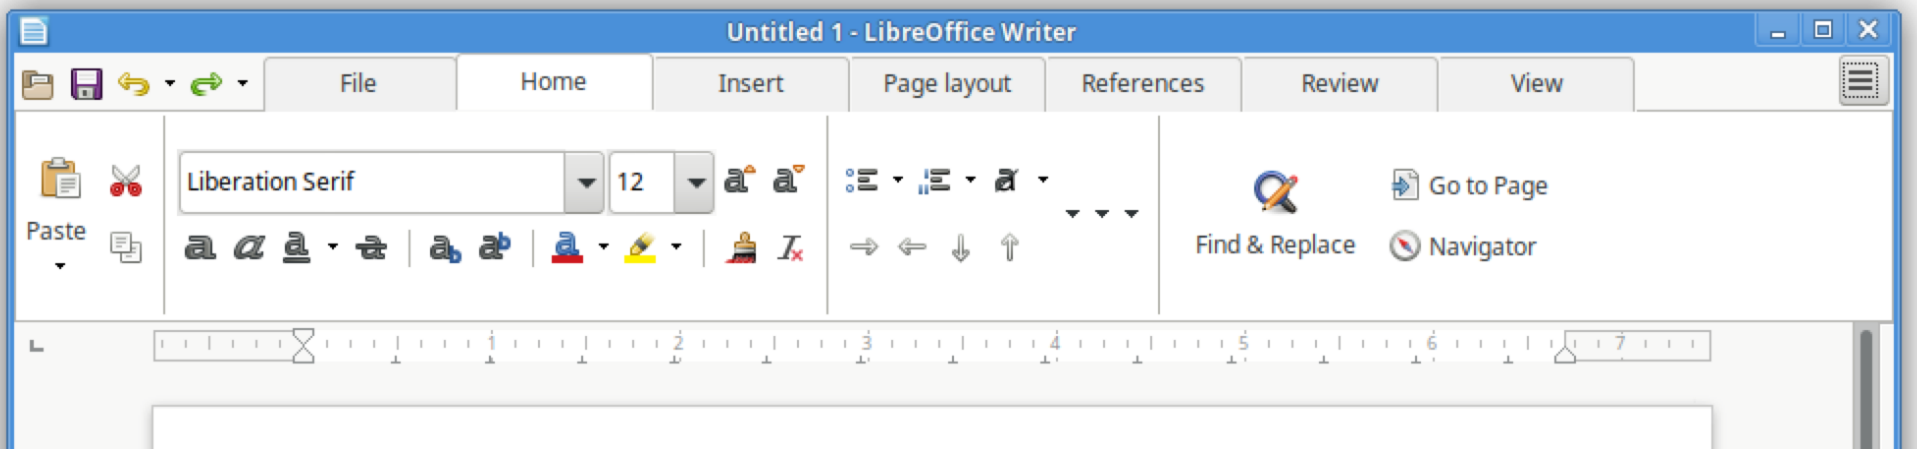 Untitled 1 - LibreOffice Writer
File Home Insert Page layout References Review View
Liberation Serif 12
Go to Page
Paste
Find & Replace
Navigator
1 2 3 4 5 6 7